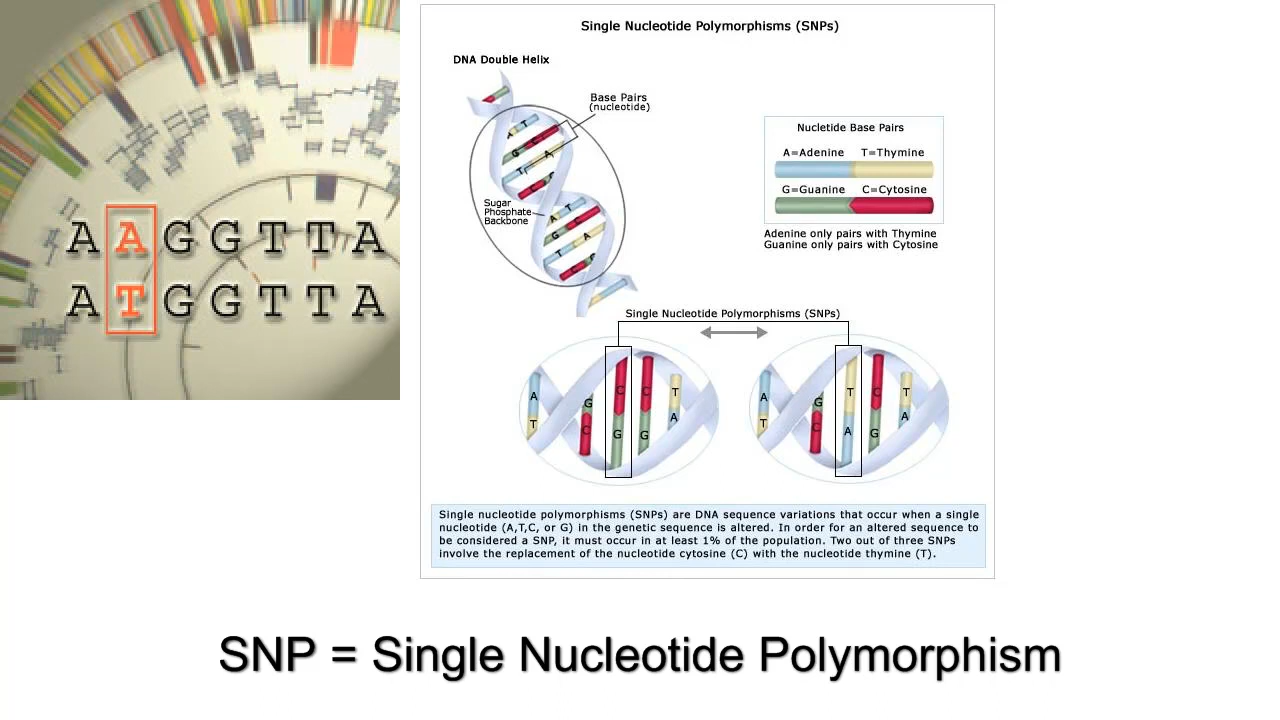 A A G G T T A
A T G G T T A
Single Nucleotide Polymorphisms (SNPs)
DNA Double Helix
Base Pairs
(nucleotide)
A T
G C
T A
C G
Sugar
Phosphate
Backbone
A T
G C
T A
C G
Nucletide Base Pairs
A=Adenine T=Thymine
G=Guanine C=Cytosine
Adenine only pairs with Thymine
Guanine only pairs with Cytosine
Single Nucleotide Polymorphisms (SNPs)
A G C C T
T C G G A
A G T C T
T C A G A
Single nucleotide polymorphisms (SNPs) are DNA sequence variations that occur when a single
nucleotide (A,T,C, or G) in the genetic sequence is altered. In order for an altered sequence to
be considered a SNP, it must occur in at least 1% of the population. Two out of three SNPs
involve the replacement of the nucleotide cytosine (C) with the nucleotide thymine (T).
SNP = Single Nucleotide Polymorphism